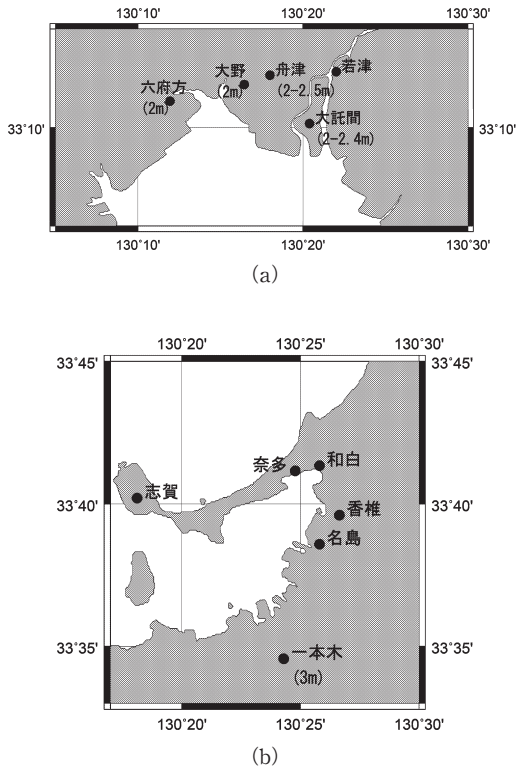 130°10' 130°20' 130°30'
大野 舟津 若津
六府方 (2m) (2-2.5m)
(2m) 大託間
33°10' 33°10'
(2-2.4m)
130°10' 130°20' 130°30'
(a)
130°20' 130°25' 130°30'
33°45' 33°45'
奈多 和白
志賀
33°40' 33°40'
香椎
名島
33°35' 33°35'
一本木
(3m)
130°20' 130°25' 130°30'
(b)